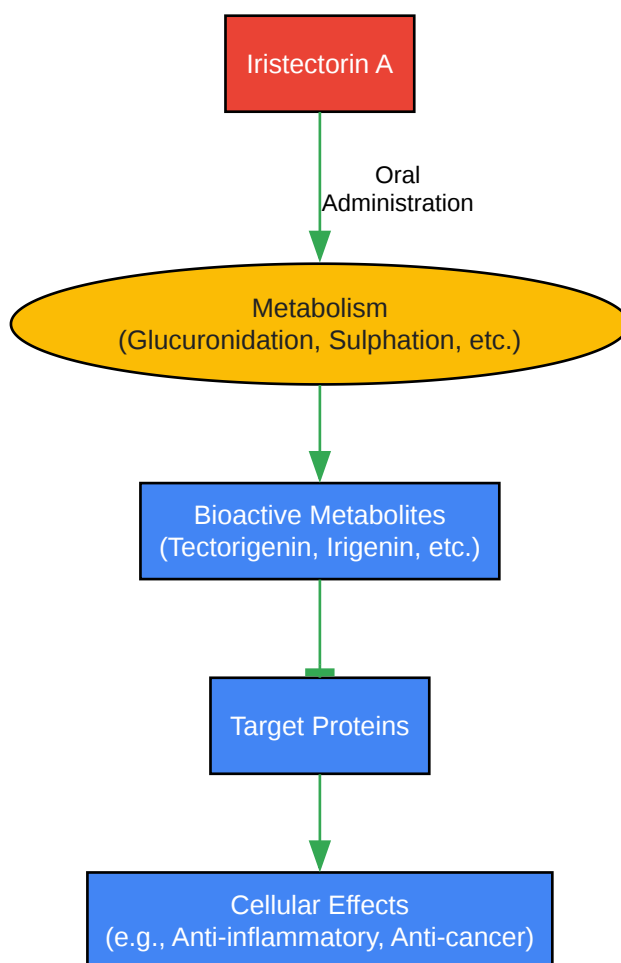 Iristectorin A
Oral
Administration
Metabolism
(Glucuronidation, Sulphation, etc.)
Bioactive Metabolites
(Tectorigenin, Irigenin, etc.)
Target Proteins
Cellular Effects
(e.g., Anti-inflammatory, Anti-cancer)